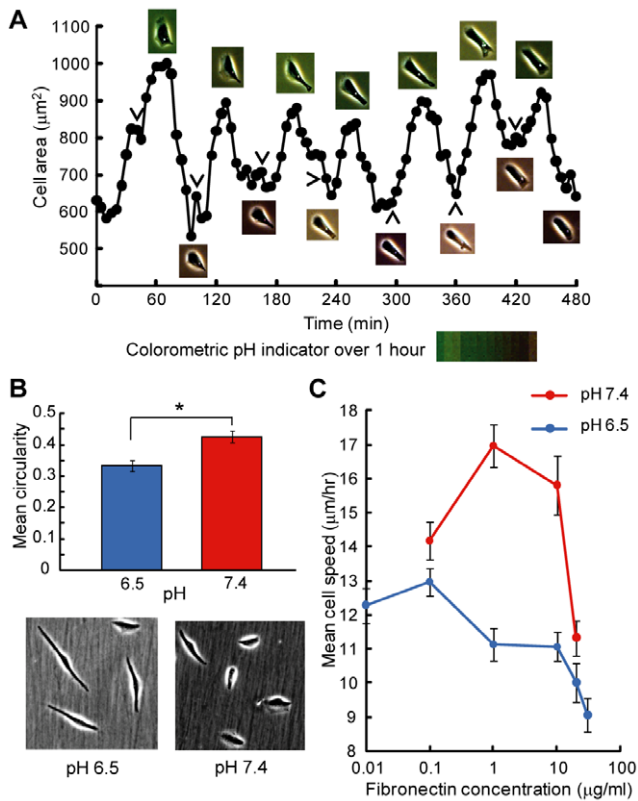 A
1100
1000
900
800
700
600
500
Cell area (μm²)
0 60 120 180 240 300 360 420 480
Time (min)
Colorometric pH indicator over 1 hour
B
0.5
0.4
0.3
0.2
0.1
0
Mean circularity
*
6.5 7.4
pH
pH 6.5 pH 7.4
C
pH 7.4
pH 6.5
18
17
16
15
14
13
12
11
10
9
8
Mean cell speed (μm/hr)
0.01 0.1 1 10 100
Fibronectin concentration (μg/ml)